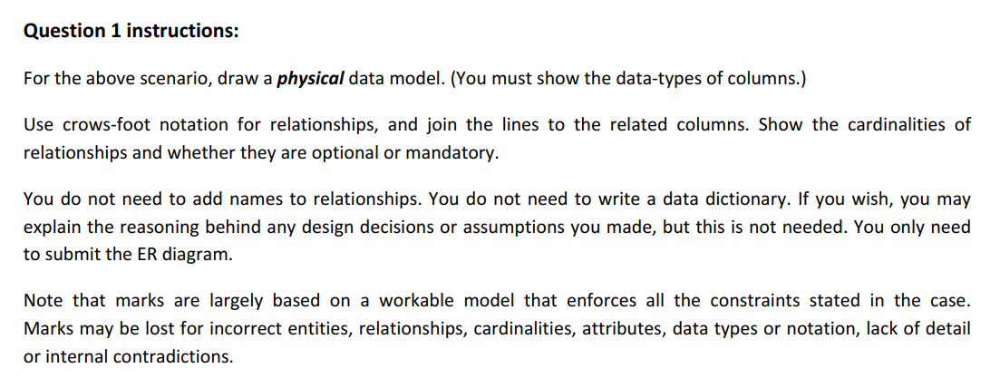 Question 1 instructions:
For the above scenario, draw a physical data model. (You must show the data-types of columns.)
Use crows-foot notation for relationships, and join the lines to the related columns. Show the cardinalities of
relationships and whether they are optional or mandatory.
You do not need to add names to relationships. You do not need to write a data dictionary. If you wish, you may
explain the reasoning behind any design decisions or assumptions you made, but this is not needed. You only need
to submit the ER diagram.
Note that marks are largely based on a workable model that enforces all the constraints stated in the case.
Marks may be lost for incorrect entities, relationships, cardinalities, attributes, data types or notation, lack of detail
or internal contradictions.